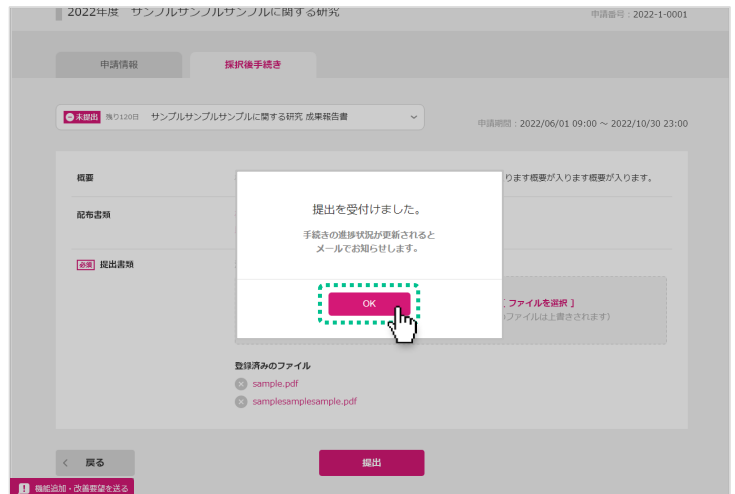 2022年度 サンプルサンプルサンプルに関する研究
申請番号：2022-1-0001
申請情報
採択後手続き
未提出 残り120日 サンプルサンプルサンプルに関する研究 成果報告書
申請期間：2022/06/01 09:00 ～ 2022/10/30 23:00
概要
ります概要が入ります概要が入ります。
配布書類
必須 提出書類
提出を受付けました。
手続きの進捗状況が更新されると
メールでお知らせします。
OK
[ ファイルを選択 ]
ファイルは上書きされます）
登録済みのファイル
sample.pdf
samplesamplesample.pdf
戻る
提出
機能追加・改善要望を送る